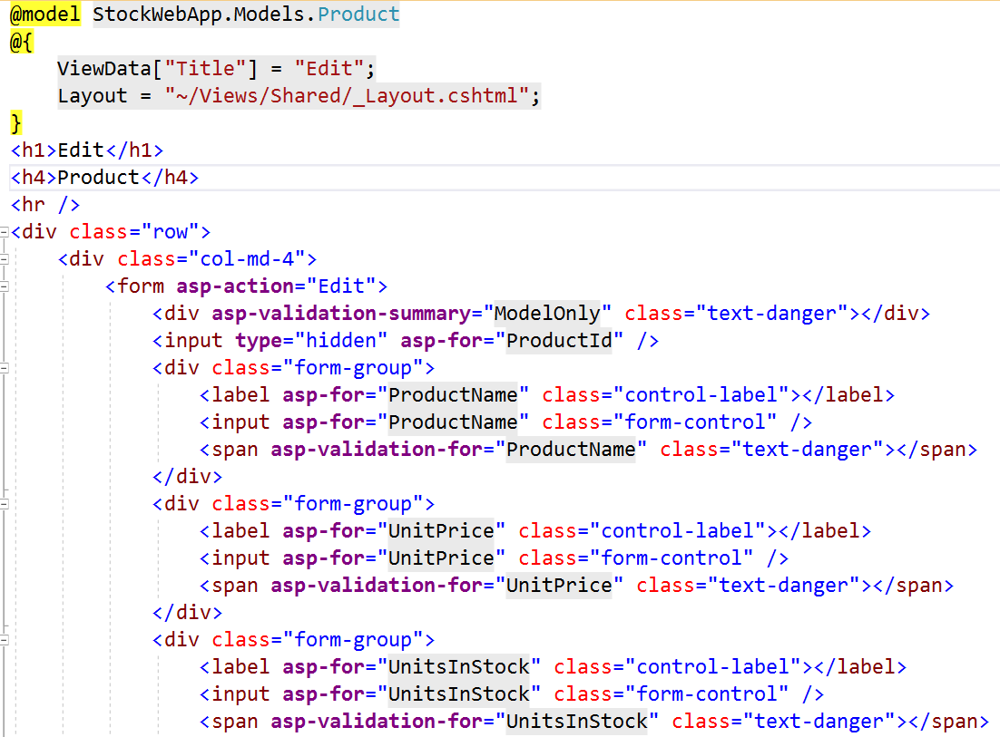 @model StockWebApp.Models.Product
@{
    ViewData["Title"] = "Edit";
    Layout = "~/Views/Shared/_Layout.cshtml";
}
<h1>Edit</h1>
<h4>Product</h4>
<hr />
<div class="row">
    <div class="col-md-4">
        <form asp-action="Edit">
            <div asp-validation-summary="ModelOnly" class="text-danger"></div>
            <input type="hidden" asp-for="ProductId" />
            <div class="form-group">
                <label asp-for="ProductName" class="control-label"></label>
                <input asp-for="ProductName" class="form-control" />
                <span asp-validation-for="ProductName" class="text-danger"></span>
            </div>
            <div class="form-group">
                <label asp-for="UnitPrice" class="control-label"></label>
                <input asp-for="UnitPrice" class="form-control" />
                <span asp-validation-for="UnitPrice" class="text-danger"></span>
            </div>
            <div class="form-group">
                <label asp-for="UnitsInStock" class="control-label"></label>
                <input asp-for="UnitsInStock" class="form-control" />
                <span asp-validation-for="UnitsInStock" class="text-danger"></span>